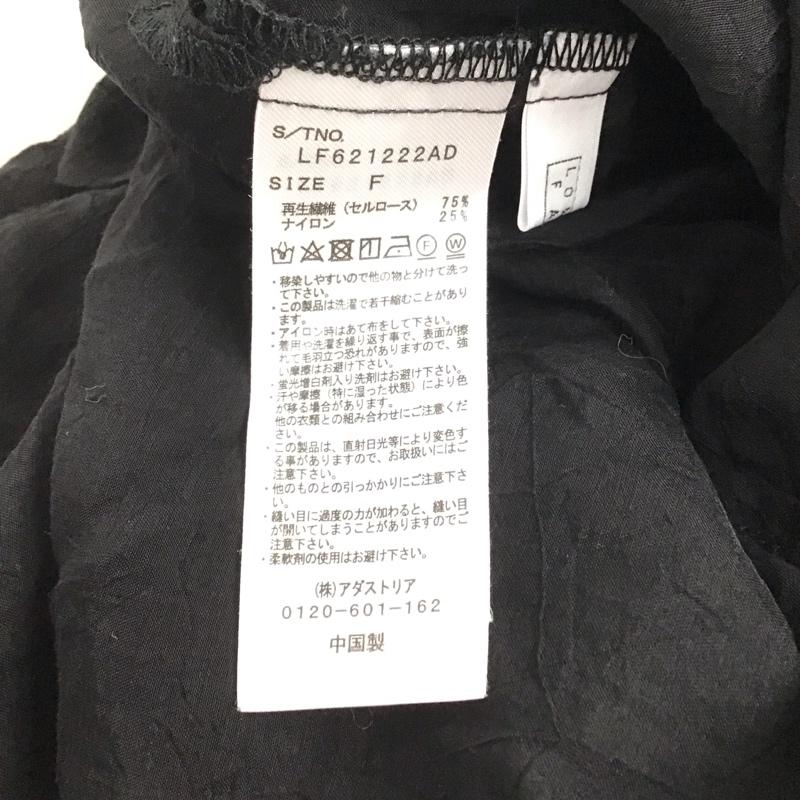 S/TNO.
LF621222AD
SIZE F
再生繊維（セルロース） 75%
ナイロン 25%
F W
・移染しやすいので他の物と分けて洗っ
て下さい。
・この製品は洗濯で若干縮むことがあり
ます。
・アイロン時はあて布をして下さい。
・着用や洗濯を繰り返す事で、表面が擦
れて毛羽立つ恐れがありますので、強
い摩擦はお避け下さい。
・蛍光増白剤入り洗剤はお避け下さい。
・汗や摩擦（特に湿った状態）により色
が移る場合があります。
他の衣類との組み合わせにご注意くだ
さい。
・この製品は、直射日光等により変色す
る事がありますので、お取扱いにはご
注意下さい。
・他のものとの引っかかりにご注意下さ
い。
・縫い目に過度の力が加わると、縫い目
が開いてしまうことがありますのでご
注意下さい。
・柔軟剤の使用はお避け下さい。
(株)アダストリア
0120-601-162
中国製